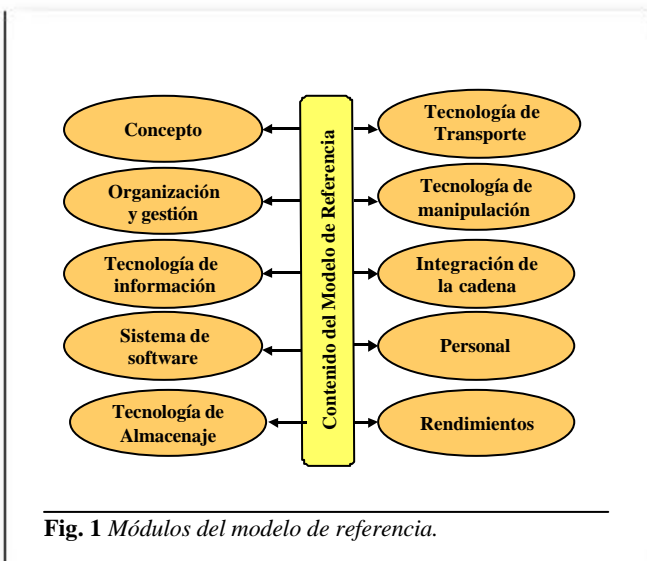 Concepto
Organización
y gestión
Tecnología de
información
Sistema de
software
Tecnología de
Almacenaje
Contenido del Modelo de Referencia
Tecnología de
Transporte
Tecnología de
manipulación
Integración de
la cadena
Personal
Rendimientos
Fig. 1 Módulos del modelo de referencia.